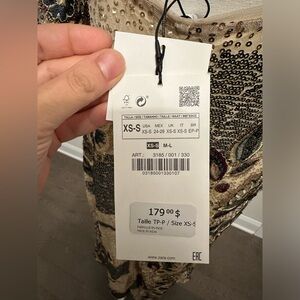 XS-S
USA MEX UK IT BR
XS-S 24-26 XS-S XS-S EP-P
XS-S M-L
ART.: 3185 / 001 / 330
03185001330107
179 00 $
Taille TP-P / Size XS-S
www.zara.com
EAC